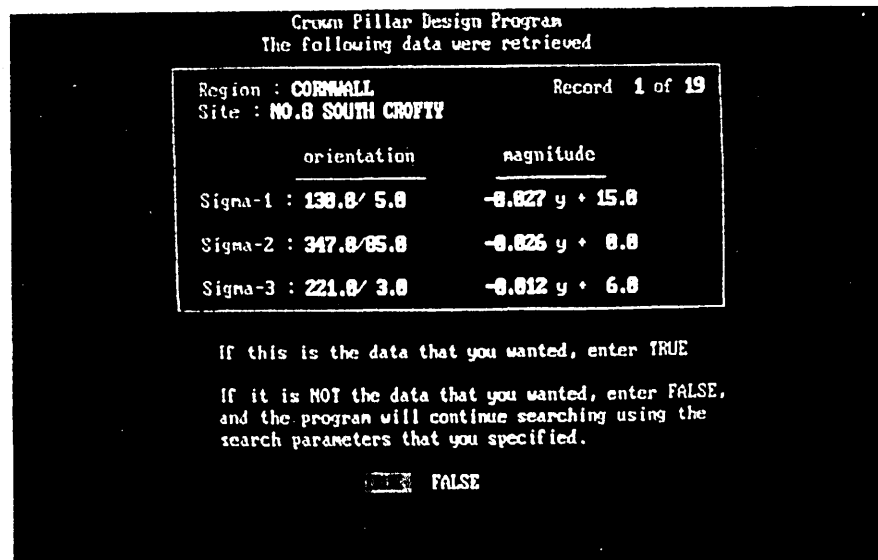 Crown Pillar Design Program
The following data were retrieved
Region : CORNWALL Record 1 of 19
Site : NO.8 SOUTH CROFTY
orientation magnitude
Sigma-1 : 130.0/ 5.0 -0.027 y + 15.0
Sigma-2 : 347.0/85.0 -0.026 y + 0.0
Sigma-3 : 221.0/ 3.0 -0.012 y + 6.0
If this is the data that you wanted, enter TRUE
If it is NOT the data that you wanted, enter FALSE,
and the program will continue searching using the
search parameters that you specified.
FALSE